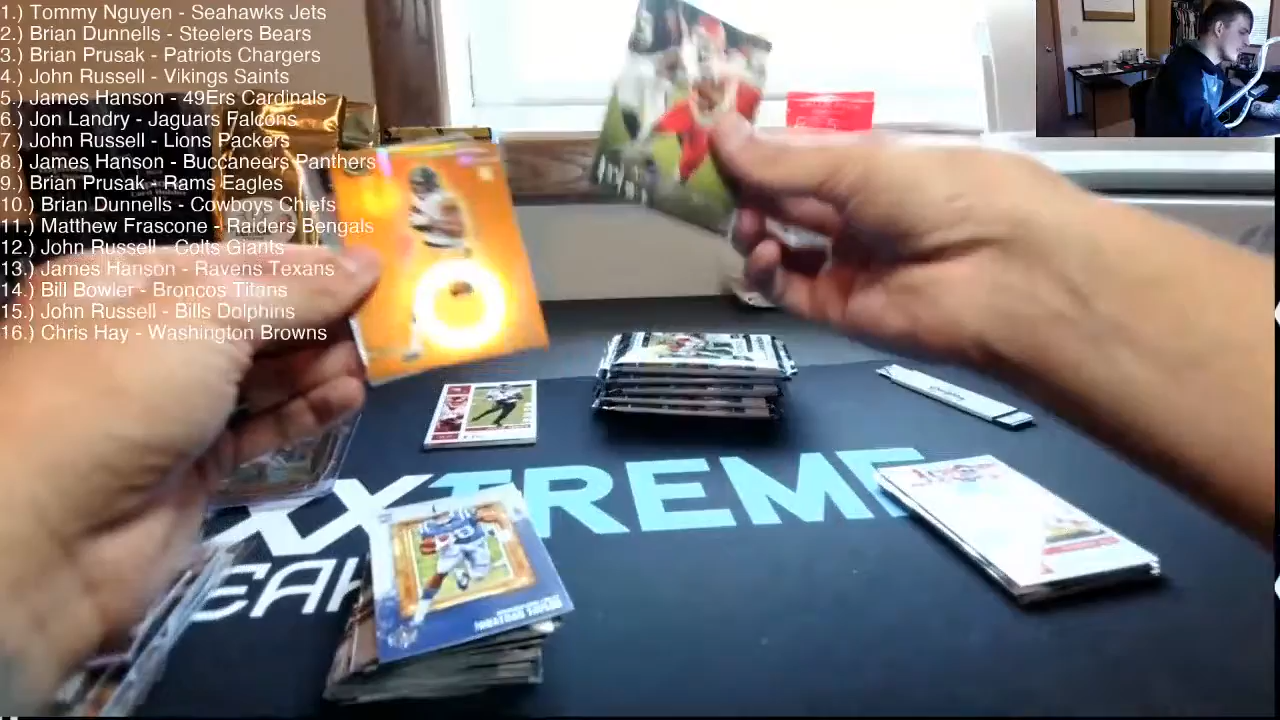 1.) Tommy Nguyen - Seahawks Jets
2.) Brian Dunnells - Steelers Bears
3.) Brian Prusak - Patriots Chargers
4.) John Russell - Vikings Saints
5.) James Hanson - 49Ers Cardinals
6.) Jon Landry - Jaguars Falcons
7.) John Russell - Lions Packers
8.) James Hanson - Buccaneers Panthers
9.) Brian Prusak - Rams Eagles
10.) Brian Dunnells - Cowboys Chiefs
11.) Matthew Frascone - Raiders Bengals
12.) John Russell - Colts Giants
13.) James Hanson - Ravens Texans
14.) Bill Bowler - Broncos Titans
15.) John Russell - Bills Dolphins
16.) Chris Hay - Washington Browns
XTREME
JONATHAN TAYLOR